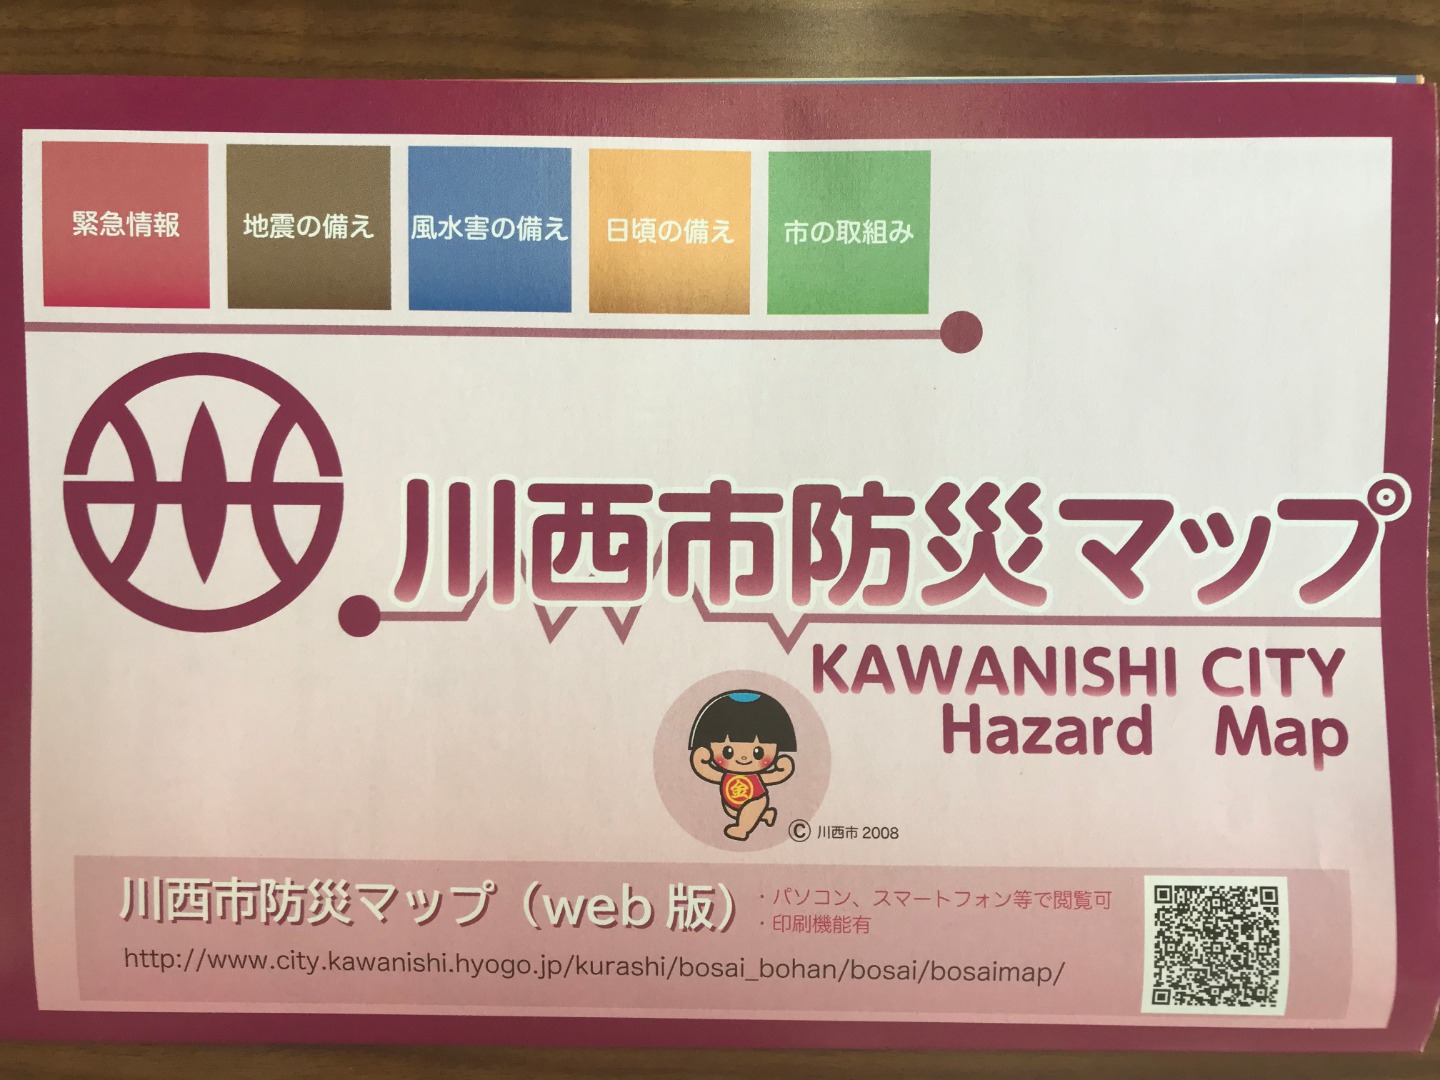 緊急情報
地震の備え
風水害の備え
日頃の備え
市の取組み
川西市防災マップ
KAWANISHI CITY
Hazard Map
金
Ⓒ 川西市 2008
川西市防災マップ（web 版）
・パソコン、スマートフォン等で閲覧可
・印刷機能有
http://www.city.kawanishi.hyogo.jp/kurashi/bosai_bohan/bosai/bosaimap/